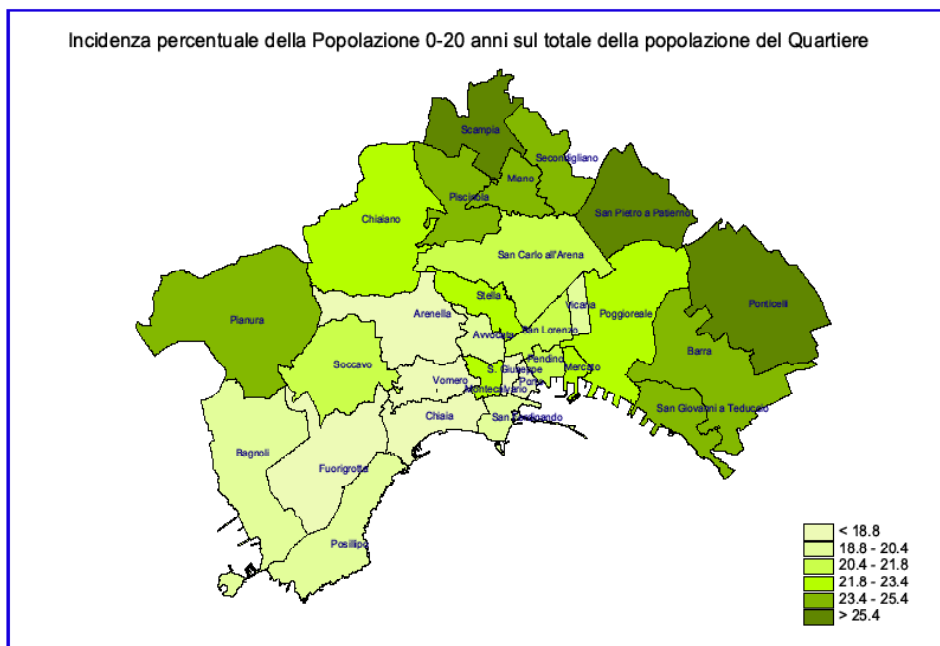 Incidenza percentuale della Popolazione 0-20 anni sul totale della popolazione del Quartiere
Scampia
Secondigliano
Miano
Piscinola
San Pietro a Patierno
Chiaiano
San Carlo all'Arena
Stella
Vicaria
Ponticelli
Poggioreale
Arenella
Pianura
Avvocata
San Lorenzo
Barra
Pendino
Soccavo
S. Giuseppe
Mercato
Vomero
Porto
Montecalvario
San Giovanni a Teduccio
Chiaia
San Ferdinando
Bagnoli
Fuorigrotta
Posillipo
< 18.8
18.8 - 20.4
20.4 - 21.8
21.8 - 23.4
23.4 - 25.4
> 25.4